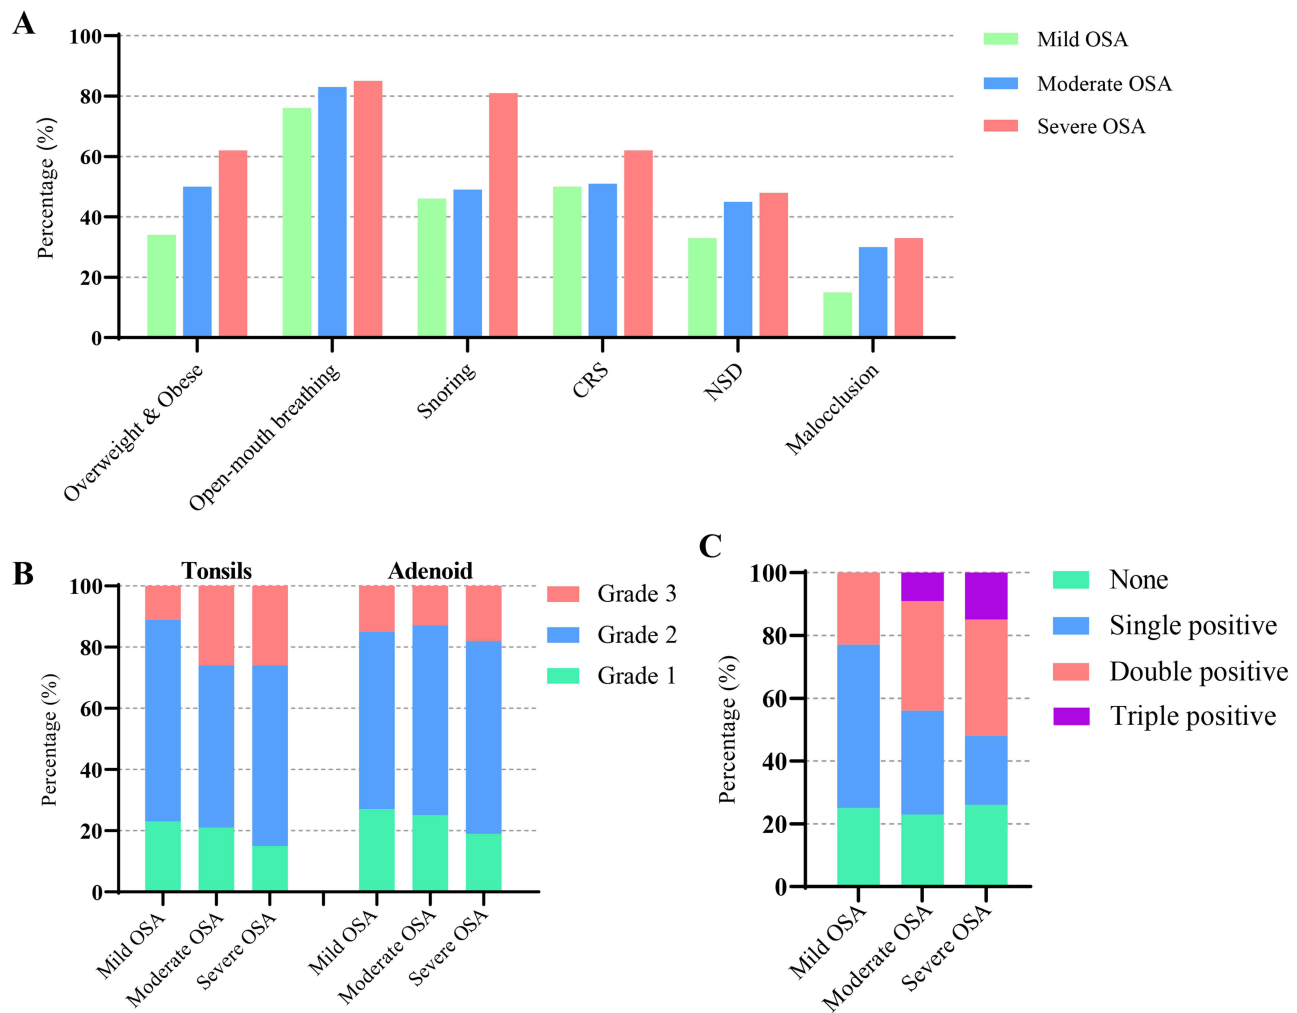 A
100
80
60
40
20
0
Percentage (%)
Overweight & Obese
Open-mouth breathing
Snoring
CRS
NSD
Malocclusion
Mild OSA
Moderate OSA
Severe OSA
B
Tonsils
Adenoid
100
80
60
40
20
0
Percentage (%)
Mild OSA
Moderate OSA
Severe OSA
Mild OSA
Moderate OSA
Severe OSA
Grade 3
Grade 2
Grade 1
C
100
80
60
40
20
0
Percentage (%)
Mild OSA
Moderate OSA
Severe OSA
None
Single positive
Double positive
Triple positive